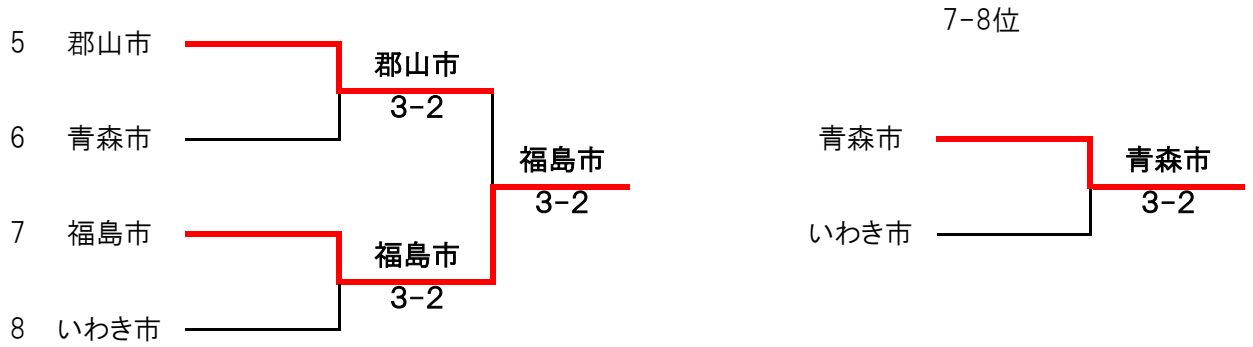 7-8位
5 郡山市
郡山市
3-2
6 青森市
福島市
3-2
7 福島市
福島市
3-2
8 いわき市
青森市
青森市
3-2
いわき市